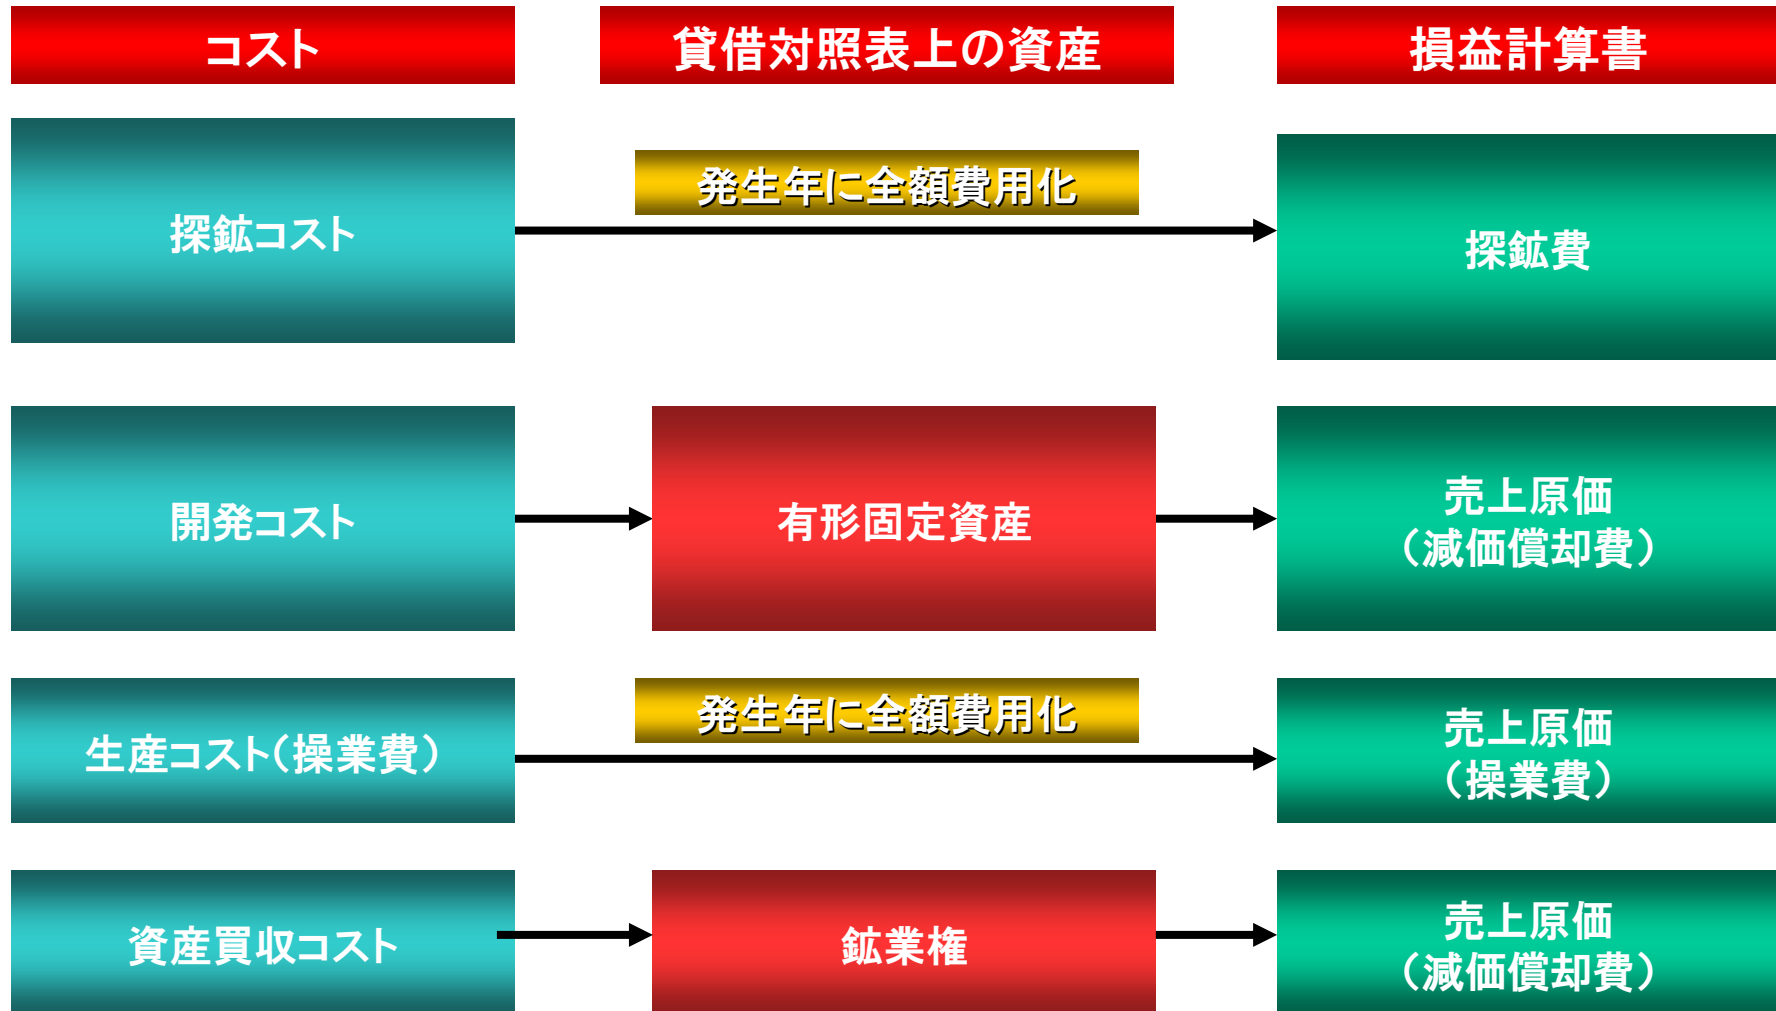 コスト
貸借対照表上の資産
損益計算書
探鉱コスト
発生年に全額費用化
探鉱費
開発コスト
有形固定資産
売上原価
（減価償却費）
生産コスト（操業費）
発生年に全額費用化
売上原価
（操業費）
資産買収コスト
鉱業権
売上原価
（減価償却費）